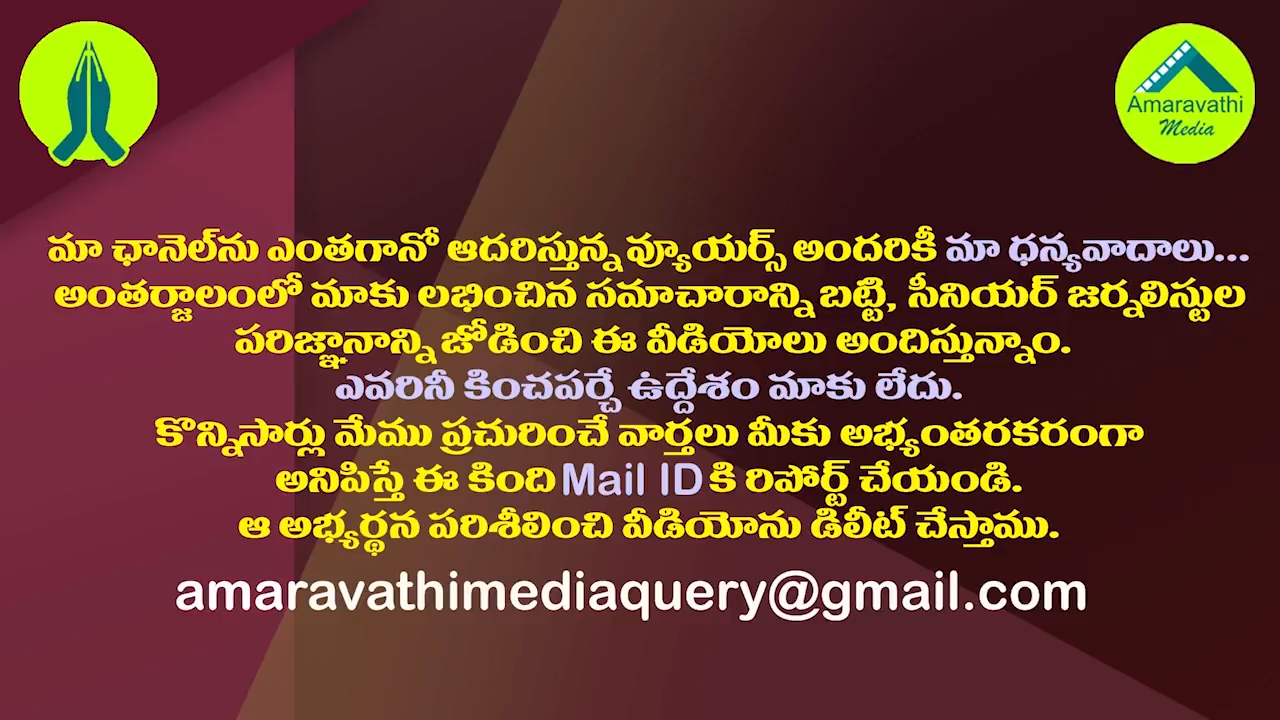 Amaravathi
Media
మా ఛానెల్‌ను ఎంతగానో ఆదరిస్తున్న వ్యూయర్స్ అందరికీ మా ధన్యవాదాలు...
అంతర్జాలంలో మాకు లభించిన సమాచారాన్ని బట్టి, సీనియర్ జర్నలిస్టుల
పరిజ్ఞానాన్ని జోడించి ఈ వీడియోలు అందిస్తున్నాం.
ఎవరినీ కించపర్చే ఉద్దేశం మాకు లేదు.
కొన్నిసార్లు మేము ప్రచురించే వార్తలు మీకు అభ్యంతరకరంగా
అనిపిస్తే ఈ కింది Mail ID కి రిపోర్ట్ చేయండి.
ఆ అభ్యర్థన పరిశీలించి వీడియోను డిలీట్ చేస్తాము.
amaravathimediaquery@gmail.com